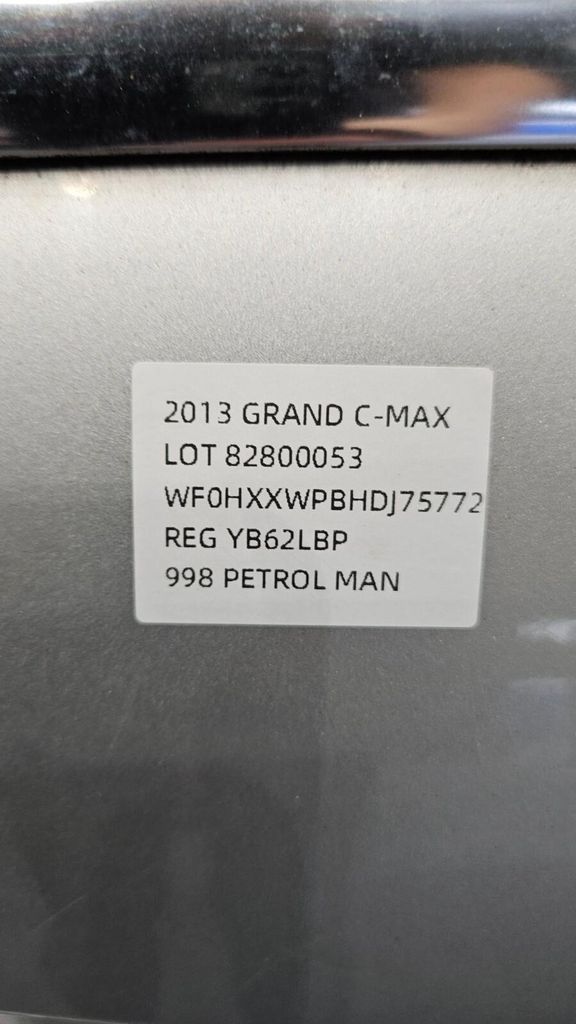 2013 GRAND C-MAX
LOT 82800053
WF0HXXWPBHDJ75772
REG YB62LBP
998 PETROL MAN